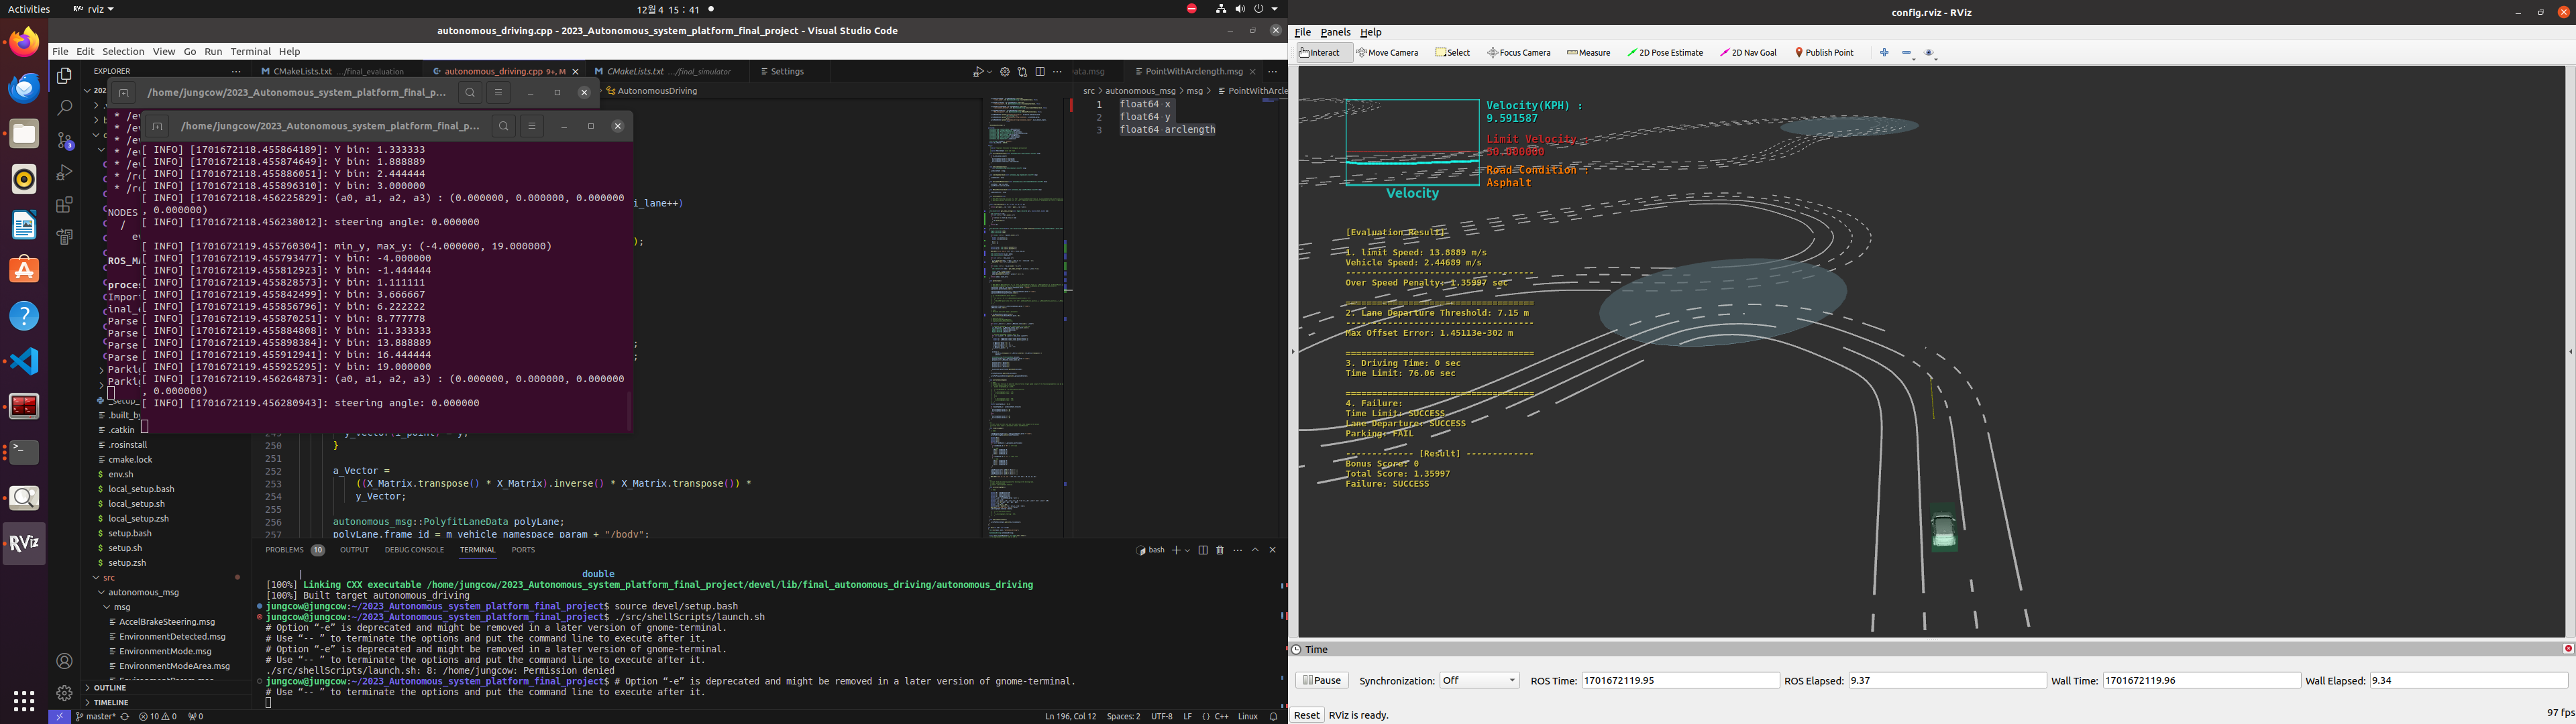 Activities
rviz
12월 4 15 : 41
autonomous_driving.cpp - 2023_Autonomous_system_platform_final_project - Visual Studio Code
File Edit Selection View Go Run Terminal Help
EXPLORER
CMakeLists.txt .../final_evaluation
autonomous_driving.cpp 9+, M
CMakeLists.txt .../final_simulator
Settings
PointWithArclength.msg
/home/jungcow/2023_Autonomous_system_platform_final_p...
AutonomousDriving
src > autonomous_msg > msg >
1 float64 x
2 float64 y
3 float64 arclength
/home/jungcow/2023_Autonomous_system_platform_final_p...
[ INFO] [1701672118.455864189]: Y bin: 1.333333
[ INFO] [1701672118.455874649]: Y bin: 1.888889
[ INFO] [1701672118.455886051]: Y bin: 2.444444
[ INFO] [1701672118.455896310]: Y bin: 3.000000
[ INFO] [1701672118.456225829]: (a0, a1, a2, a3) : (0.000000, 0.000000, 0.000000
, 0.000000)
[ INFO] [1701672118.456238012]: steering angle: 0.000000
[ INFO] [1701672119.455760304]: min_y, max_y: (-4.000000, 19.000000)
[ INFO] [1701672119.455793477]: Y bin: -4.000000
[ INFO] [1701672119.455812923]: Y bin: -1.444444
[ INFO] [1701672119.455828573]: Y bin: 1.111111
[ INFO] [1701672119.455842499]: Y bin: 3.666667
[ INFO] [1701672119.455856796]: Y bin: 6.222222
[ INFO] [1701672119.455870251]: Y bin: 8.777778
[ INFO] [1701672119.455884808]: Y bin: 11.333333
[ INFO] [1701672119.455898384]: Y bin: 13.888889
[ INFO] [1701672119.455912941]: Y bin: 16.444444
[ INFO] [1701672119.455925295]: Y bin: 19.000000
[ INFO] [1701672119.456264873]: (a0, a1, a2, a3) : (0.000000, 0.000000, 0.000000
, 0.000000)
[ INFO] [1701672119.456280943]: steering angle: 0.000000
NODES
/
.catkin
.rosinstall
cmake.lock
env.sh
local_setup.bash
local_setup.sh
local_setup.zsh
setup.bash
setup.sh
setup.zsh
src
autonomous_msg
msg
AccelBrakeSteering.msg
EnvironmentDetected.msg
EnvironmentMode.msg
EnvironmentModeArea.msg
OUTLINE
TIMELINE
250 }
251
252 a_Vector =
253 ((X_Matrix.transpose() * X_Matrix).inverse() * X_Matrix.transpose()) *
254 y_Vector;
255
256 autonomous_msg::PolyfitLaneData polyLane;
257 polyLane.frame_id = m_vehicle_namespace_param + "/body";
PROBLEMS 10 OUTPUT DEBUG CONSOLE TERMINAL PORTS
bash
| double
[100%] Linking CXX executable /home/jungcow/2023_Autonomous_system_platform_final_project/devel/lib/final_autonomous_driving/autonomous_driving
[100%] Built target autonomous_driving
jungcow@jungcow:~/2023_Autonomous_system_platform_final_project$ source devel/setup.bash
jungcow@jungcow:~/2023_Autonomous_system_platform_final_project$ ./src/shellScripts/launch.sh
# Option “-e” is deprecated and might be removed in a later version of gnome-terminal.
# Use “-- ” to terminate the options and put the command line to execute after it.
# Option “-e” is deprecated and might be removed in a later version of gnome-terminal.
# Use “-- ” to terminate the options and put the command line to execute after it.
./src/shellScripts/launch.sh: 8: /home/jungcow: Permission denied
jungcow@jungcow:~/2023_Autonomous_system_platform_final_project$ # Option “-e” is deprecated and might be removed in a later version of gnome-terminal.
# Use “-- ” to terminate the options and put the command line to execute after it.
master* 10 0 0
Ln 196, Col 12 Spaces: 2 UTF-8 LF {} C++ Linux
config.rviz - RViz
File Panels Help
Interact Move Camera Select Focus Camera Measure 2D Pose Estimate 2D Nav Goal Publish Point
Velocity(KPH) :
9.591587
Limit Velocity :
50.000000
Road Condition :
Asphalt
Velocity
[Evaluation Result]
1. limit Speed: 13.8889 m/s
Vehicle Speed: 2.44689 m/s
Over Speed Penalty: 1.35997 sec
2. Lane Departure Threshold: 7.15 m
Max Offset Error: 1.45113e-302 m
3. Driving Time: 0 sec
Time Limit: 76.06 sec
4. Failure:
Time Limit: SUCCESS
Lane Departure: SUCCESS
Parking: FAIL
------------- [Result] -------------
Bonus Score: 0
Total Score: 1.35997
Failure: SUCCESS
Time
Pause Synchronization: Off ROS Time: 1701672119.95 ROS Elapsed: 9.37 Wall Time: 1701672119.96 Wall Elapsed: 9.34
Reset RViz is ready. 97 fps